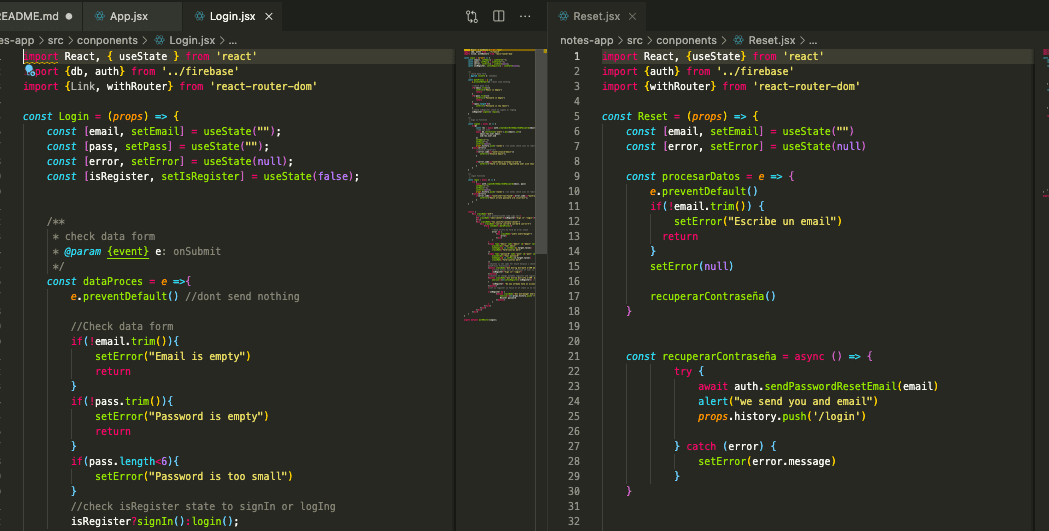 README.md
App.jsx
Login.jsx
es-app > src > conponents > Login.jsx > ...
import React, { useState } from 'react'
import {db, auth} from '../firebase'
import {Link, withRouter} from 'react-router-dom'
const Login = (props) => {
const [email, setEmail] = useState("");
const [pass, setPass] = useState("");
const [error, setError] = useState(null);
const [isRegister, setIsRegister] = useState(false);
/**
* check data form
* @param {event} e: onSubmit
*/
const dataProces = e =>{
e.preventDefault() //dont send nothing
//Check data form
if(!email.trim()){
setError("Email is empty")
return
}
if(!pass.trim()){
setError("Password is empty")
return
}
if(pass.length<6){
setError("Password is too small")
}
//check isRegister state to signIn or logIng
isRegister?signIn():login();
Reset.jsx
notes-app > src > conponents > Reset.jsx > ...
1 import React, {useState} from 'react'
2 import {auth} from '../firebase'
3 import {withRouter} from 'react-router-dom'
4
5 const Reset = (props) => {
6 const [email, setEmail] = useState("")
7 const [error, setError] = useState(null)
8
9 const procesarDatos = e => {
10 e.preventDefault()
11 if(!email.trim()) {
12 setError("Escribe un email")
13 return
14 }
15 setError(null)
16
17 recuperarContraseña()
18 }
19
20
21 const recuperarContraseña = async () => {
22 try {
23 await auth.sendPasswordResetEmail(email)
24 alert("we send you and email")
25 props.history.push('/login')
26
27 } catch (error) {
28 setError(error.message)
29 }
30 }
31
32